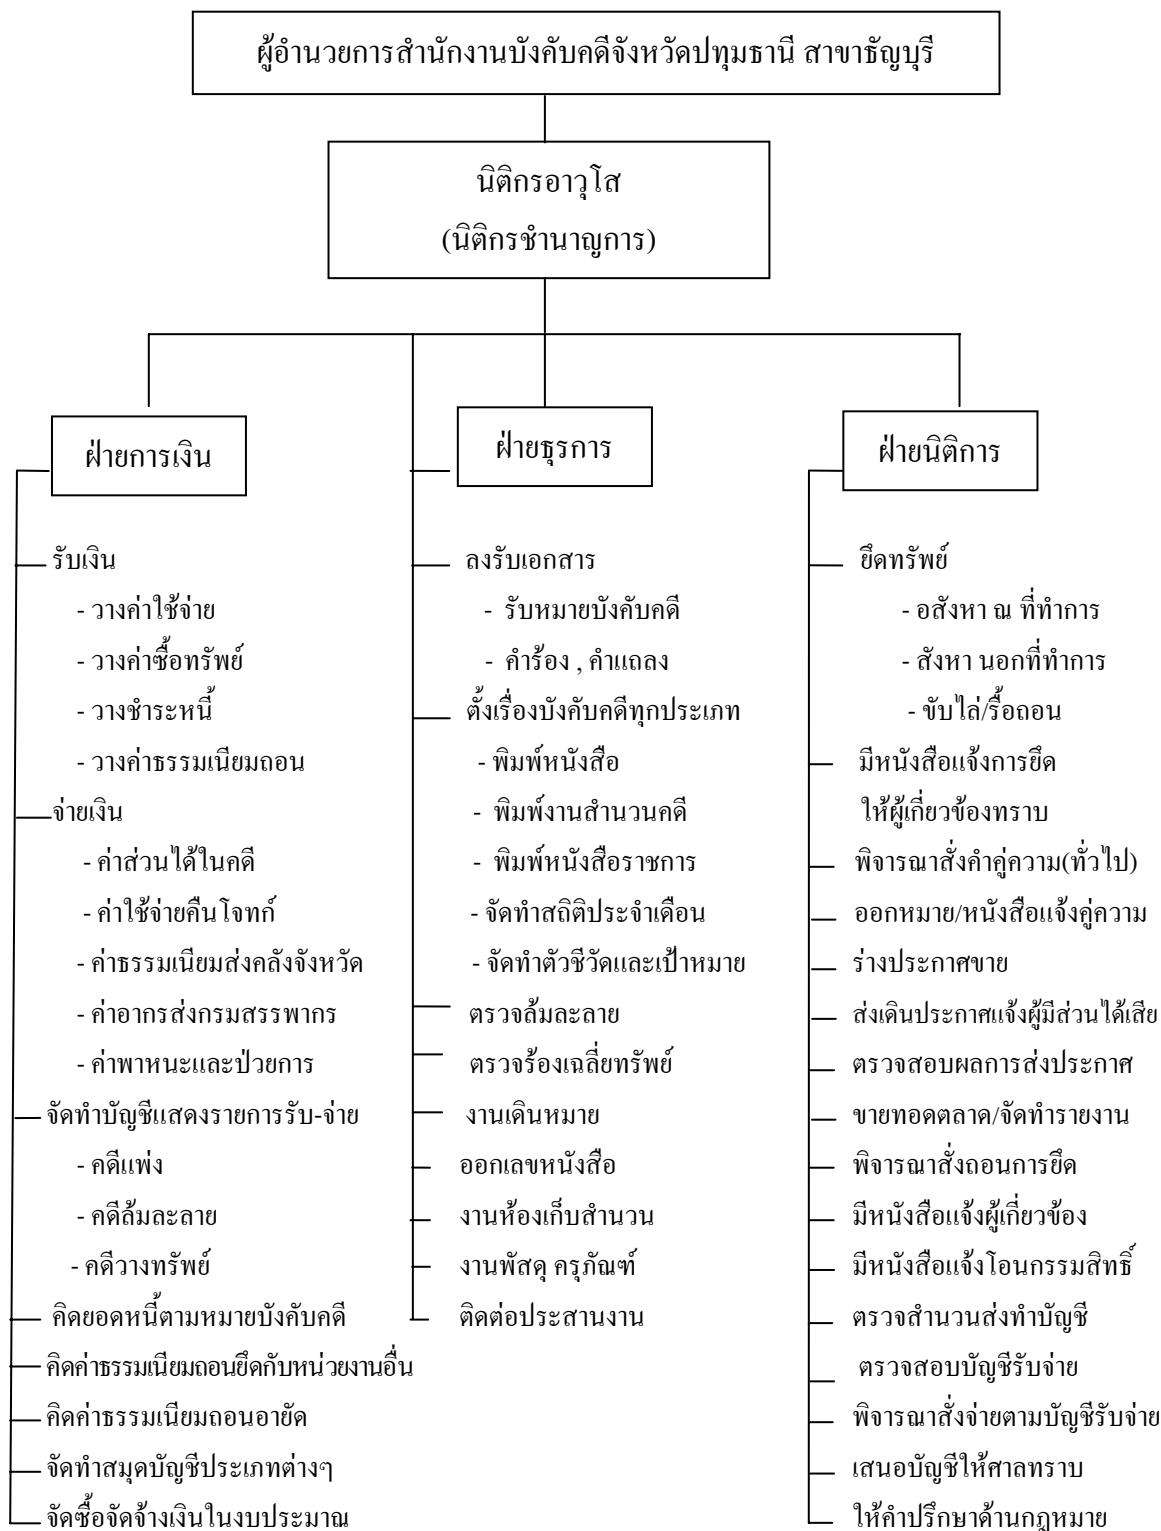 ผู้อำนวยการสำนักงานบังคับคดีจังหวัดปทุมธานี สาขาธัญบุรี
นิติกรอาวุโส
(นิติกรชำนาญการ)
ฝ่ายการเงิน
รับเงิน
- วางค่าใช้จ่าย
- วางค่าซื้อทรัพย์
- วางชำระหนี้
- วางค่าธรรมเนียมถอน
จ่ายเงิน
- ค่าส่วนได้ในคดี
- ค่าใช้จ่ายคืนโจทก์
- ค่าธรรมเนียมส่งคลังจังหวัด
- ค่าอากรส่งกรมสรรพากร
- ค่าพาหนะและป่วยการ
จัดทำบัญชีแสดงรายการรับ-จ่าย
- คดีแพ่ง
- คดีล้มละลาย
- คดีวางทรัพย์
คิดยอดหนี้ตามหมายบังคับคดี
คิดค่าธรรมเนียมถอนยึดกับหน่วยงานอื่น
คิดค่าธรรมเนียมถอนอายัด
จัดทำสมุดบัญชีประเภทต่างๆ
จัดซื้อจัดจ้างเงินในงบประมาณ
ฝ่ายธุรการ
ลงรับเอกสาร
- รับหมายบังคับคดี
- คำร้อง , คำแถลง
ตั้งเรื่องบังคับคดีทุกประเภท
- พิมพ์หนังสือ
- พิมพ์งานสำนวนคดี
- พิมพ์หนังสือราชการ
- จัดทำสถิติประจำเดือน
- จัดทำตัวชีวัดและเป้าหมาย
ตรวจล้มละลาย
ตรวจร้องเฉลี่ยทรัพย์
งานเดินหมาย
ออกเลขหนังสือ
งานห้องเก็บสำนวน
งานพัสดุ ครุภัณฑ์
ติดต่อประสานงาน
ฝ่ายนิติการ
ยึดทรัพย์
- อสังหา ณ ที่ทำการ
- สังหา นอกที่ทำการ
- ขับไล่/รื้อถอน
มีหนังสือแจ้งการยึด
ให้ผู้เกี่ยวข้องทราบ
พิจารณาสั่งคำคู่ความ(ทั่วไป)
ออกหมาย/หนังสือแจ้งคู่ความ
ร่างประกาศขาย
ส่งเดินประกาศแจ้งผู้มีส่วนได้เสีย
ตรวจสอบผลการส่งประกาศ
ขายทอดตลาด/จัดทำรายงาน
พิจารณาสั่งถอนการยึด
มีหนังสือแจ้งผู้เกี่ยวข้อง
มีหนังสือแจ้งโอนกรรมสิทธิ์
ตรวจสำนวนส่งทำบัญชี
ตรวจสอบบัญชีรับจ่าย
พิจารณาสั่งจ่ายตามบัญชีรับจ่าย
เสนอบัญชีให้ศาลทราบ
ให้คำปรึกษาด้านกฎหมาย